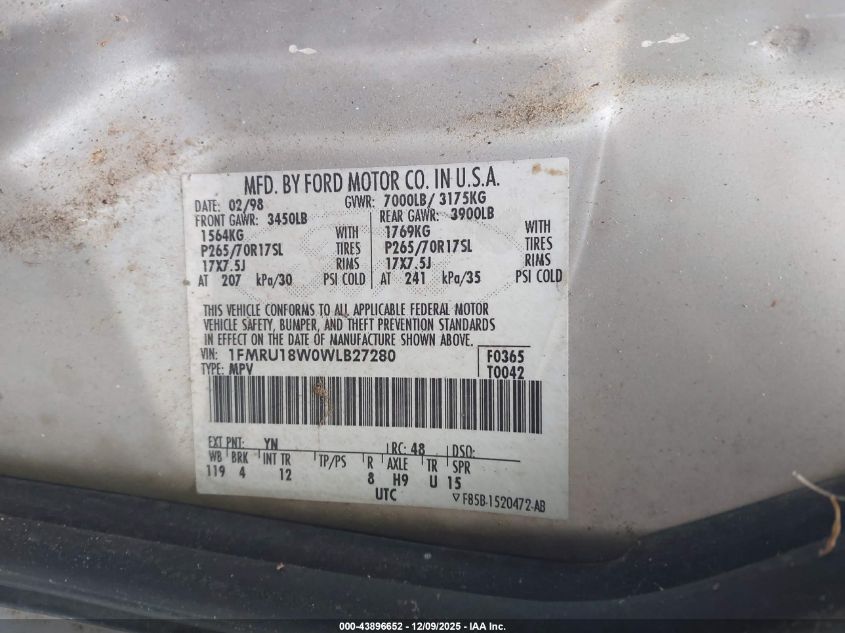 MFD. BY FORD MOTOR CO. IN U.S.A.
DATE: 02/98 GVWR: 7000LB/ 3175KG
FRONT GAWR: 3450LB REAR GAWR: 3900LB
1564KG WITH 1769KG WITH
P265/70R17SL TIRES P265/70R17SL TIRES
17X7.5J RIMS 17X7.5J RIMS
AT 207 kPa/30 PSI COLD AT 241 kPa/35 PSI COLD
THIS VEHICLE CONFORMS TO ALL APPLICABLE FEDERAL MOTOR
VEHICLE SAFETY, BUMPER, AND THEFT PREVENTION STANDARDS
IN EFFECT ON THE DATE OF MANUFACTURE SHOWN ABOVE.
VIN: 1FMRU18W0WLB27280 F0365
TYPE: MPV T0042
EXT PNT: YN RC: 48 DSO:
WB BRK INT TR TP/PS R AXLE TR SPR
119 4 12 8 H9 U 15
UTC F85B-1520472-AB
000-43896652 - 12/09/2025 - IAA Inc.